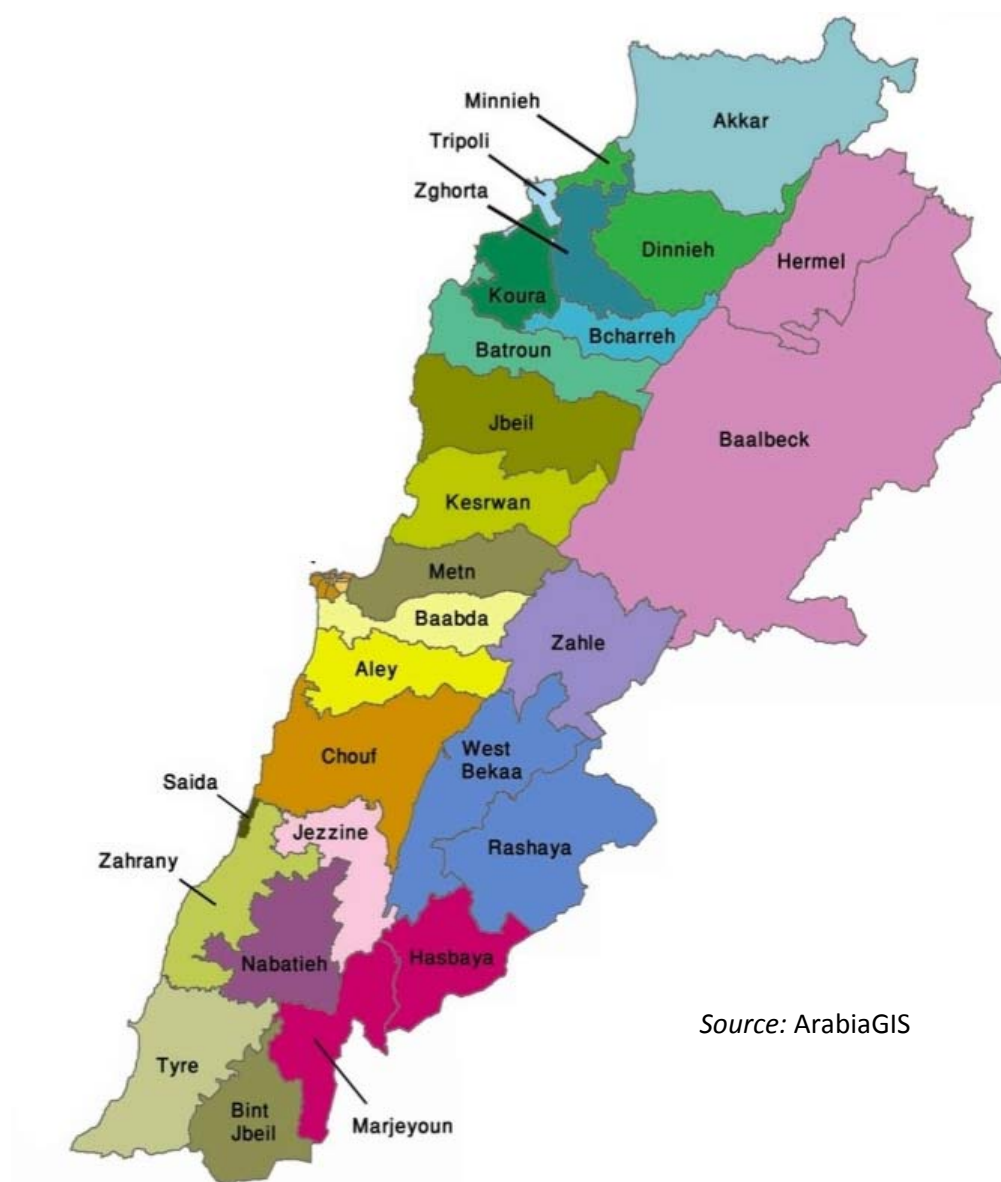 Akkar
Minnieh
Tripoli
Zghorta
Dinnieh
Hermel
Koura
Bcharreh
Batroun
Jbeil
Baalbeck
Kesrwan
Metn
Baabda
Zahle
Aley
Chouf
West
Bekaa
Saida
Jezzine
Rashaya
Zahrany
Nabatieh
Hasbaya
Source: ArabiaGIS
Tyre
Bint
Jbeil
Marjeyoun